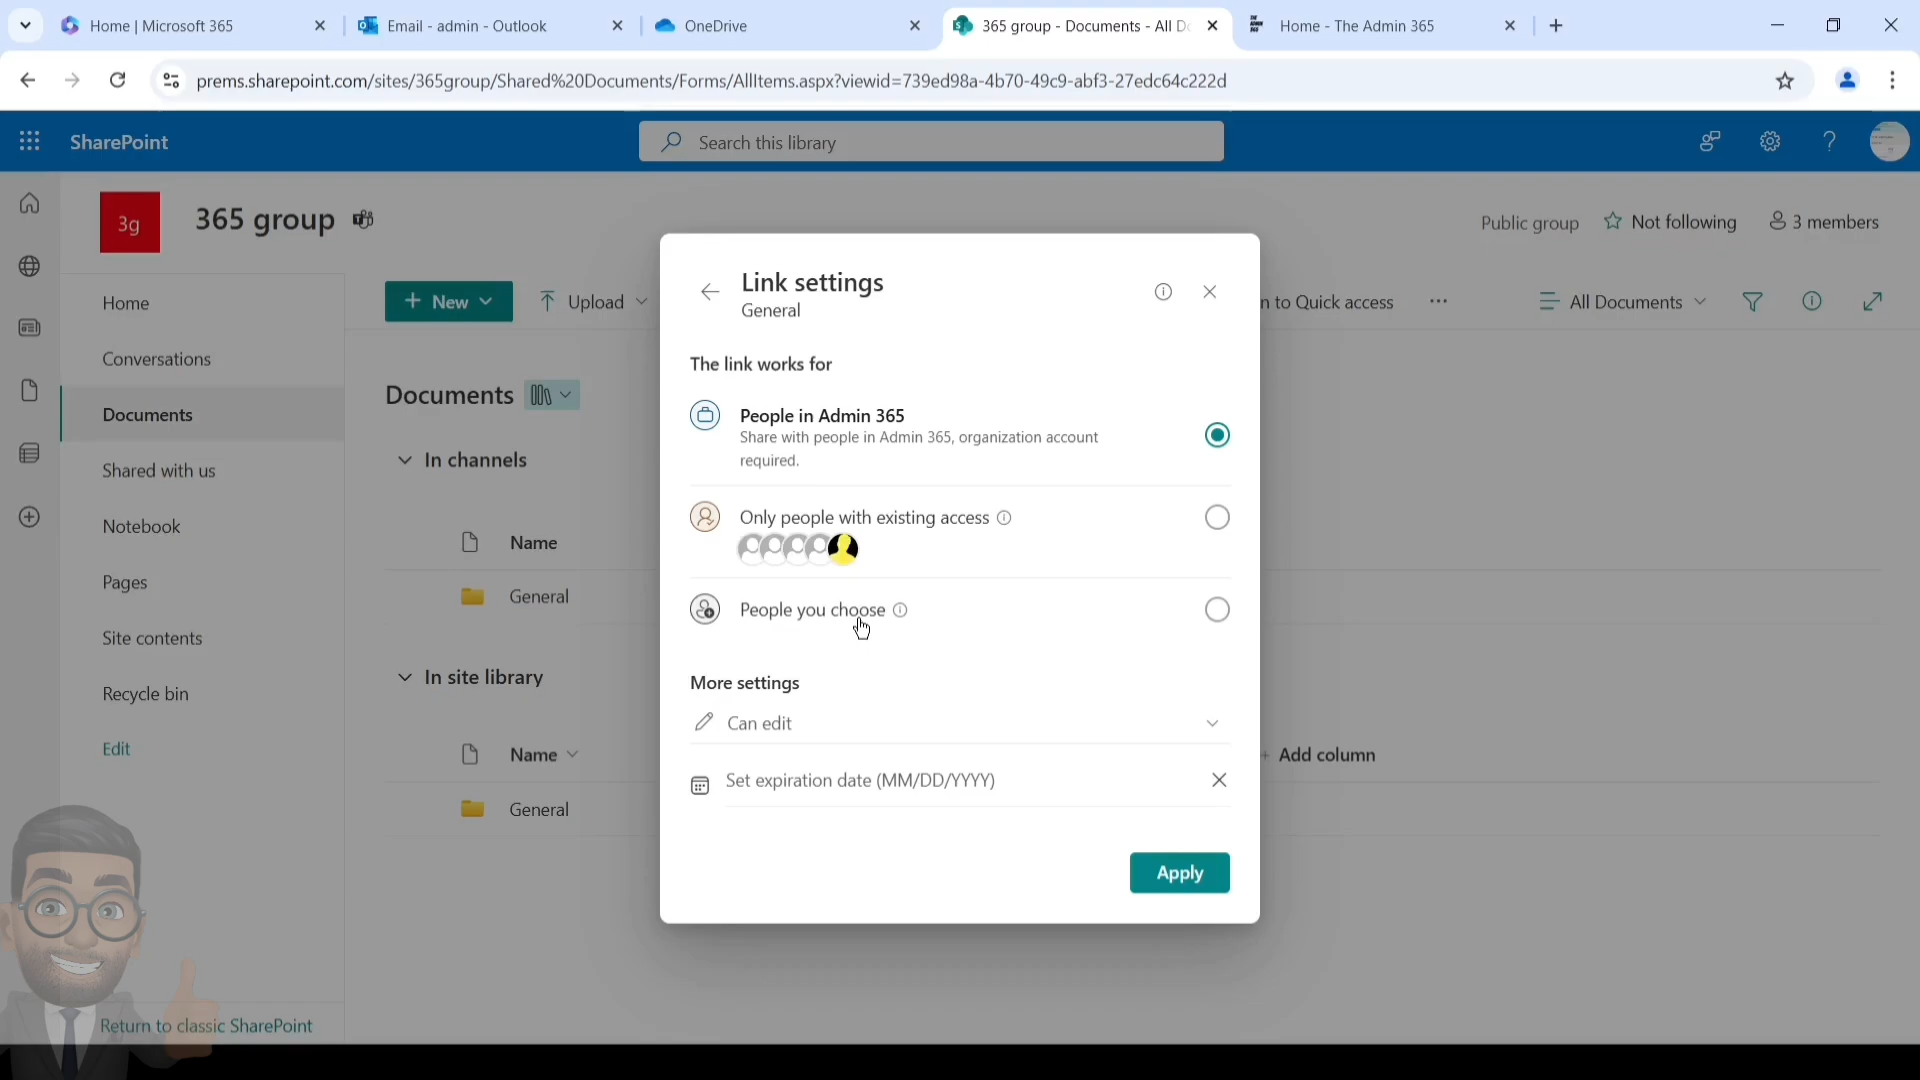 Home | Microsoft 365
Email - admin - Outlook
OneDrive
365 group - Documents - All Do
Home - The Admin 365
prems.sharepoint.com/sites/365group/Shared%20Documents/Forms/AllItems.aspx?viewid=739ed98a-4b70-49c9-abf3-27edc64c222d
SharePoint
Search this library
3g
365 group
Public group
Not following
3 members
Home
Conversations
Documents
Shared with us
Notebook
Pages
Site contents
Recycle bin
Edit
Return to classic SharePoint
New
Upload
n to Quick access
All Documents
Documents
In channels
Name
General
In site library
Name
Add column
General
Link settings
General
The link works for
People in Admin 365
Share with people in Admin 365, organization account
required.
Only people with existing access
People you choose
More settings
Can edit
Set expiration date (MM/DD/YYYY)
Apply